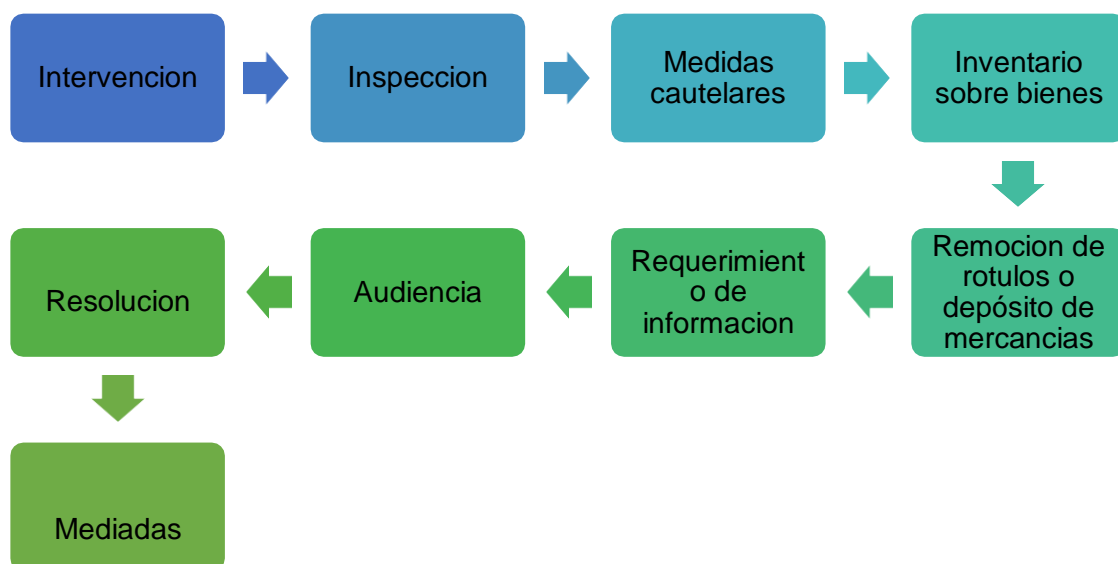 Intervencion
Inspeccion
Medidas
cautelares
Inventario
sobre bienes
Remocion de
rotulos o
depósito de
mercancias
Requerimient
o de
informacion
Audiencia
Resolucion
Mediadas